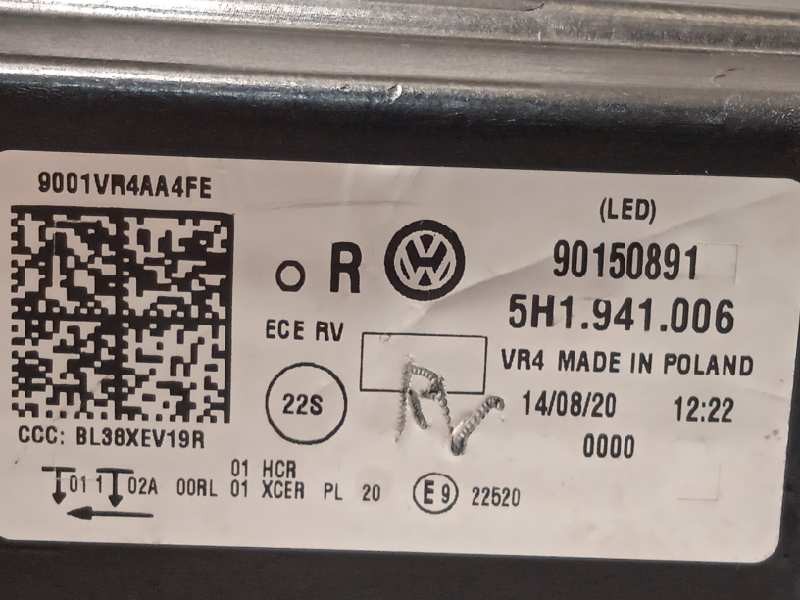 9001VR4AA4FE
(LED)
R
90150891
5H1.941.006
ECE RV
VR4 MADE IN POLAND
22S
14/08/20 12:22
CCC: BL38XEV19R
0000
01 HCR
01 1 02A 00RL 01 XCER PL 20 E9 22520